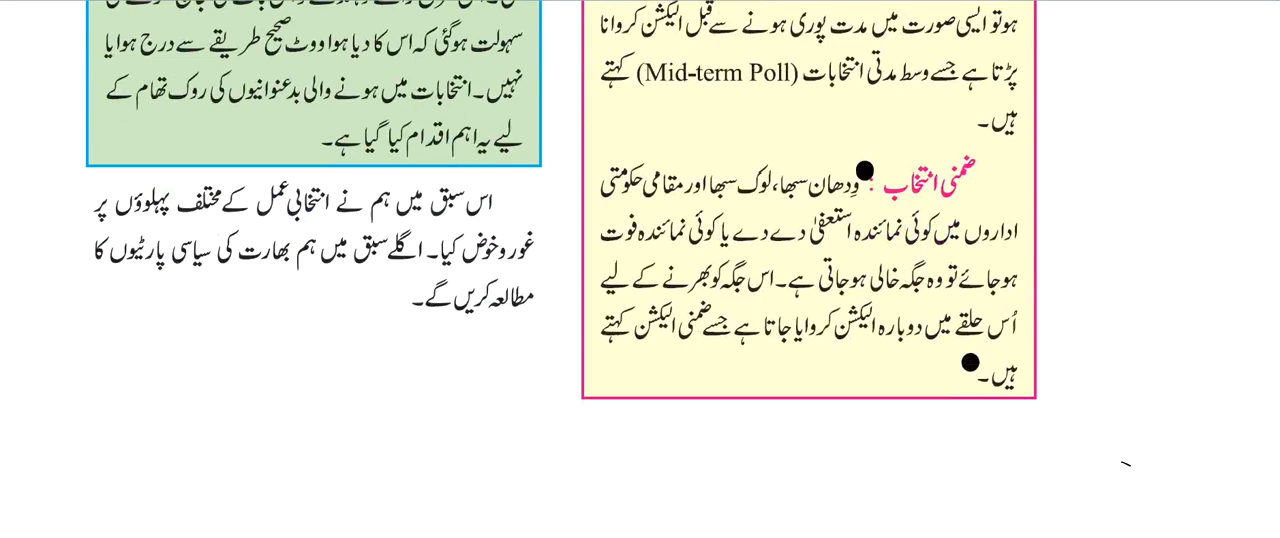 ہوتو ایسی صورت میں مدت پوری ہونے سے قبل الیکشن کروانا
پڑتا ہے جسے وسط مدتی انتخابات (Mid-term Poll) کہتے
ہیں۔
ضمنی انتخاب : وِدھان سبھا، لوک سبھا اور مقامی حکومتی
اداروں میں کوئی نمائندہ استعفیٰ دے دے یا کوئی نمائندہ فوت
ہوجائے تو وہ جگہ خالی ہوجاتی ہے۔ اس جگہ کو بھرنے کے لیے
اُس حلقے میں دوبارہ الیکشن کروایا جاتا ہے جسے ضمنی الیکشن کہتے
ہیں۔
سہولت ہوگئی کہ اس کا دیا ہوا ووٹ صحیح طریقے سے درج ہوا یا
نہیں۔ انتخابات میں ہونے والی بدعنوانیوں کی روک تھام کے
لیے یہ اہم اقدام کیا گیا ہے۔
اس سبق میں ہم نے انتخابی عمل کے مختلف پہلوؤں پر
غور و خوض کیا۔ اگلے سبق میں ہم بھارت کی سیاسی پارٹیوں کا
مطالعہ کریں گے۔